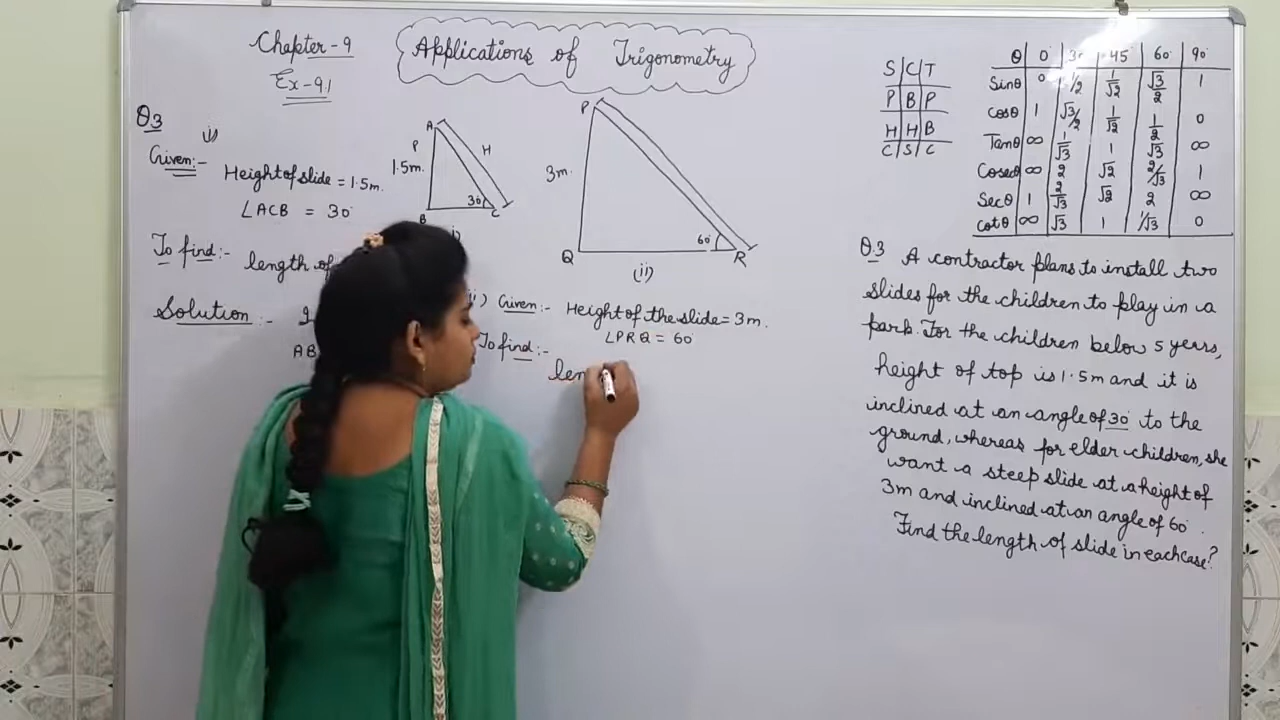 Chapter-9
Ex-9.1
Applications of Trigonometry
Q3
i)
Given:-
Height of slide = 1.5m.
∠ACB = 30°
To find:- length of
Solution:-
AB
A
P
H
1.5m.
30°
B
C
i)
P
3m.
60°
Q
R
(ii)
ii) Given:- Height of the slide = 3m.
∠PRQ = 60°
To find:-
len
S | C | T
P | B | P
H | H | B
C | S | C
θ 0° 30° 45° 60° 90°
Sinθ 0 1/2 1/√2 √3/2 1
cosθ 1 √3/2 1/√2 1/2 0
Tanθ ∞ 1/√3 1 √3 ∞
Cosecθ ∞ 2 √2 2/√3 1
Secθ 1 2/√3 √2 2 ∞
cotθ ∞ √3 1 1/√3 0
Q3 A contractor plans to install two
slides for the children to play in a
park. For the children below 5 years,
height of top is 1.5m and it is
inclined at an angle of 30° to the
ground, whereas for elder children, she
want a steep slide at a height of
3m and inclined at an angle of 60°.
Find the length of slide in each case?